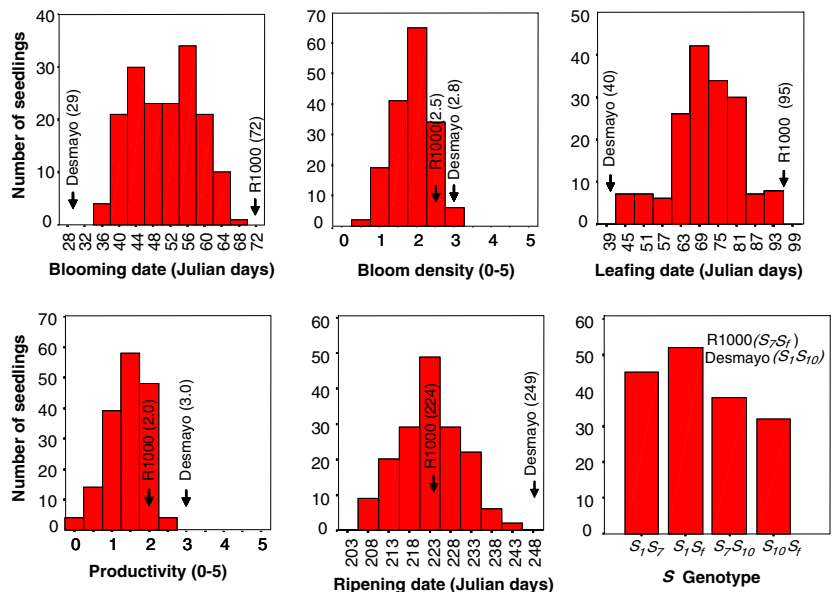 Number of seedlings
40
30
20
10
0
Desmayo (29)
R1000 (72)
28 32 36 40 44 48 52 56 60 64 68 72
Blooming date (Julian days)
70
60
50
40
30
20
10
0
R1000 (2.5)
Desmayo (2.8)
0 1 2 3 4 5
Bloom density (0-5)
50
40
30
20
10
0
Desmayo (40)
R1000 (95)
39 45 51 57 63 69 75 81 87 93 99
Leafing date (Julian days)
Number of seedlings
70
60
50
40
30
20
10
0
R1000 (2.0)
Desmayo (3.0)
0 1 2 3 4 5
Productivity (0-5)
60
50
40
30
20
10
0
R1000 (224)
Desmayo (249)
203 208 213 218 223 228 233 238 243 248
Ripening date (Julian days)
60
50
40
30
20
10
0
R1000 (S7Sf)
Desmayo (S1S10)
S1S7 S1Sf S7S10 S10Sf
S Genotype